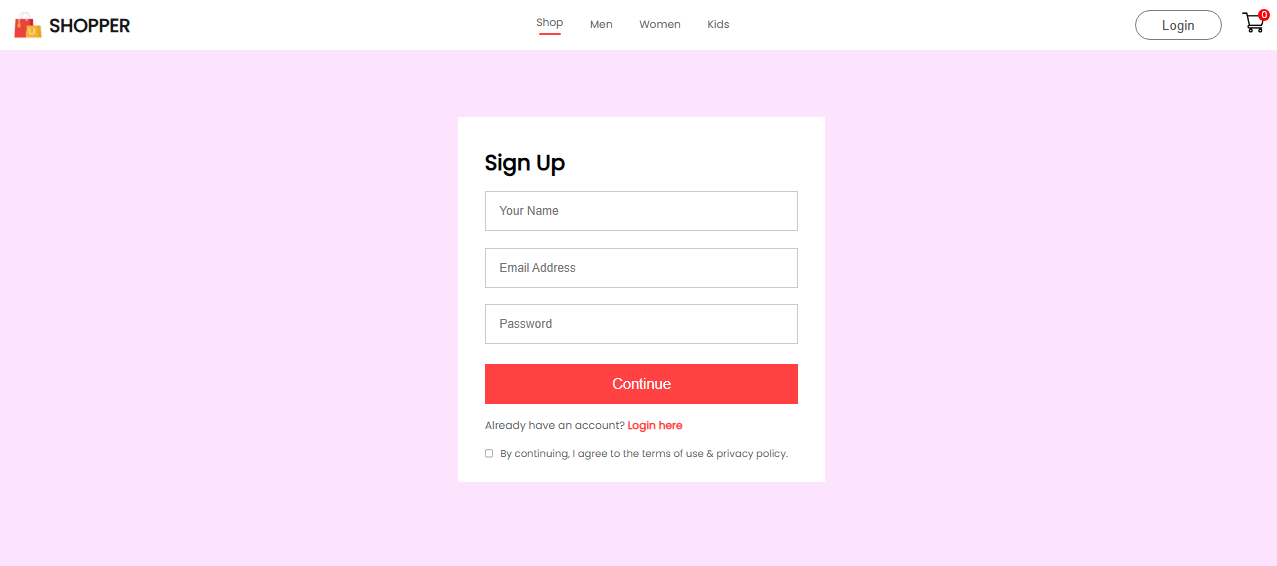 SHOPPER
Shop
Men
Women
Kids
Login
0
Sign Up
Your Name
Email Address
Password
Continue
Already have an account? Login here
By continuing, I agree to the terms of use & privacy policy.